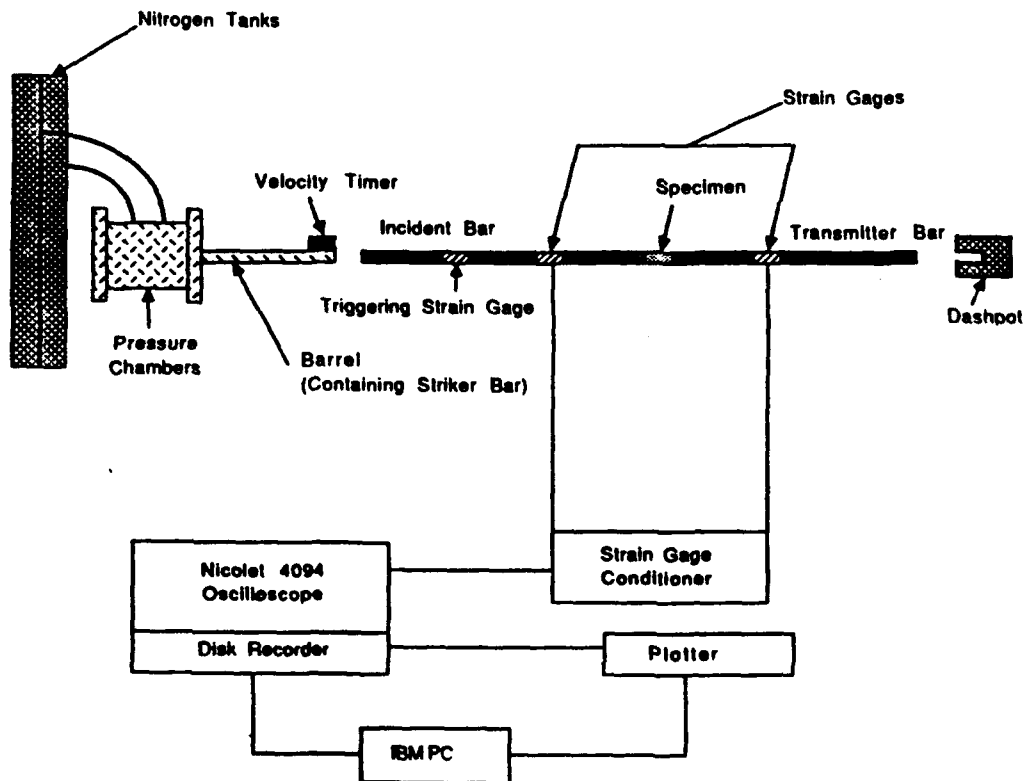 Nitrogen Tanks
Strain Gages
Velocity Timer
Specimen
Incident Bar
Transmitter Bar
Triggering Strain Gage
Dashpot
Pressure
Chambers
Barrel
(Containing Striker Bar)
Nicolet 4094
Oscilloscope
Strain Gage
Conditioner
Disk Recorder
Plotter
IBM PC